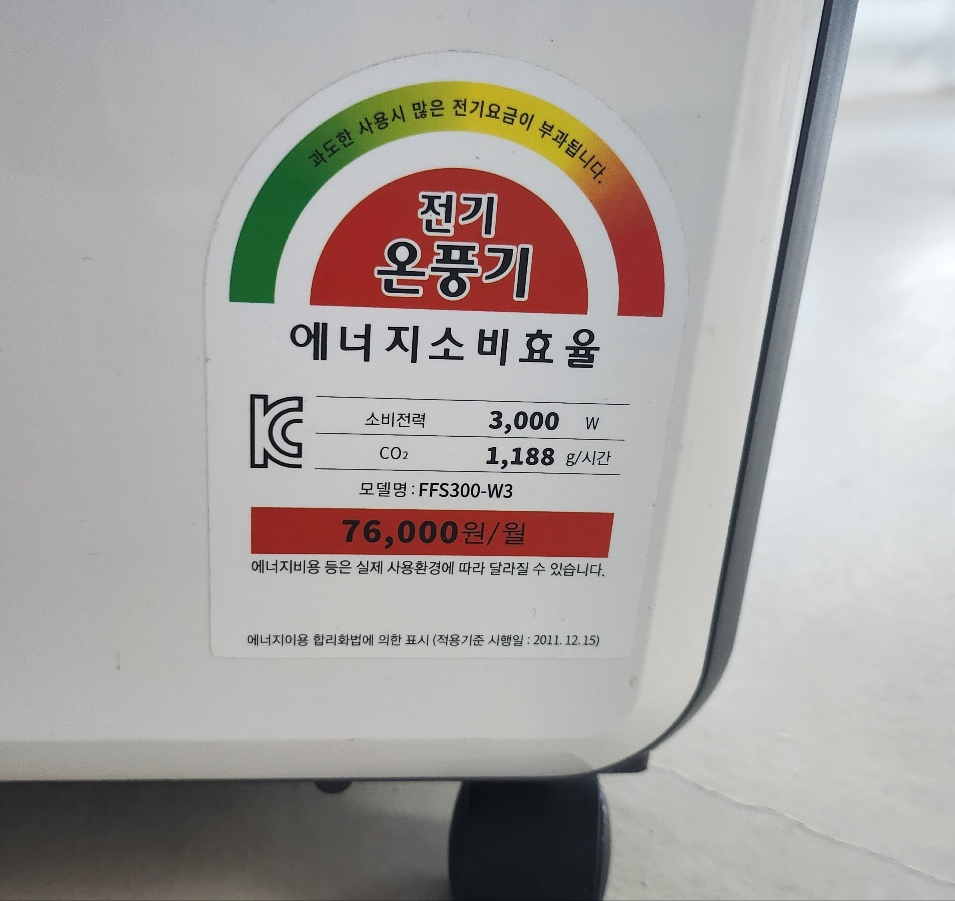 과도한 사용시 많은 전기요금이 부과됩니다.
전기
온풍기
에너지소비효율
KC
소비전력 3,000 W
CO₂ 1,188 g/시간
모델명 : FFS300-W3
76,000원/월
에너지비용 등은 실제 사용환경에 따라 달라질 수 있습니다.
에너지이용 합리화법에 의한 표시 (적용기준 시행일 : 2011. 12. 15)